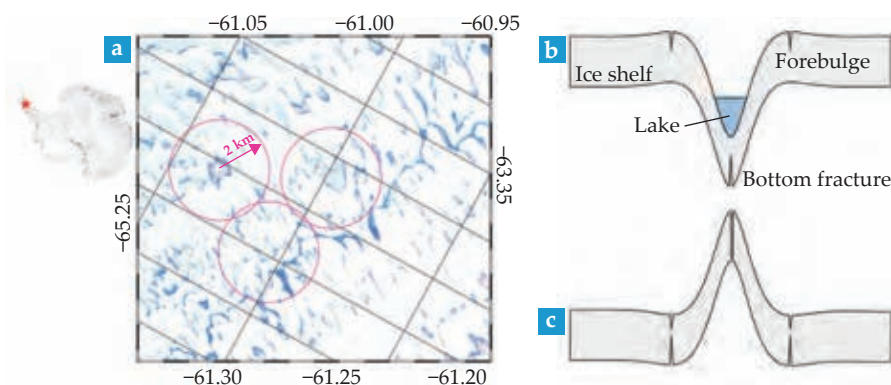 a
−61.05
−61.00
−60.95
2 km
−65.25
−63.35
−61.30
−61.25
−61.20
b
Ice shelf
Forebulge
Lake
Bottom fracture
c